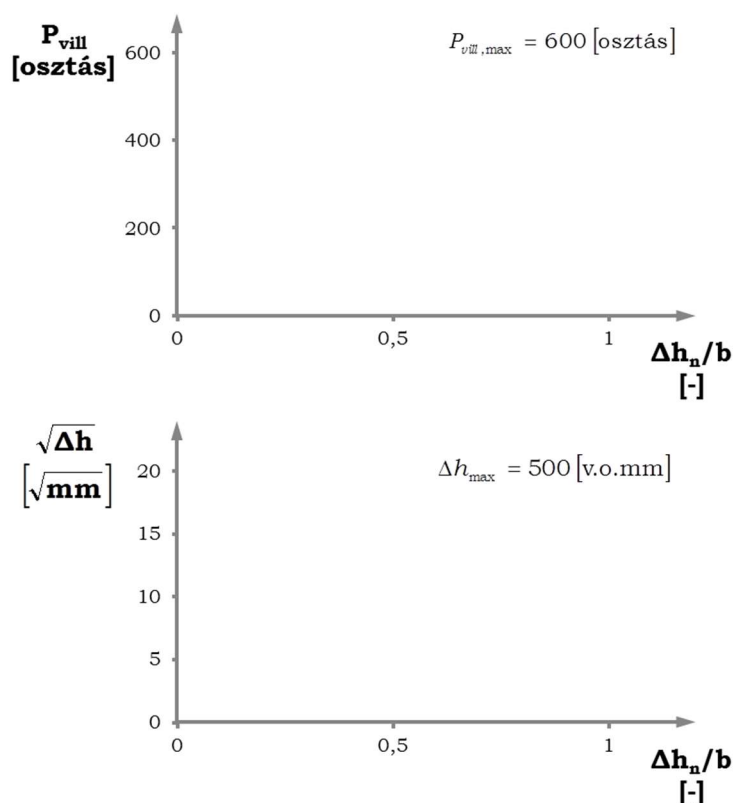 P_vill
[osztás]
P_vill,max = 600 [osztás]
600
400
200
0
0 0,5 1
Δh_n/b
[-]
√Δh
[√mm]
Δh_max = 500 [v.o.mm]
20
15
10
5
0
0 0,5 1
Δh_n/b
[-]